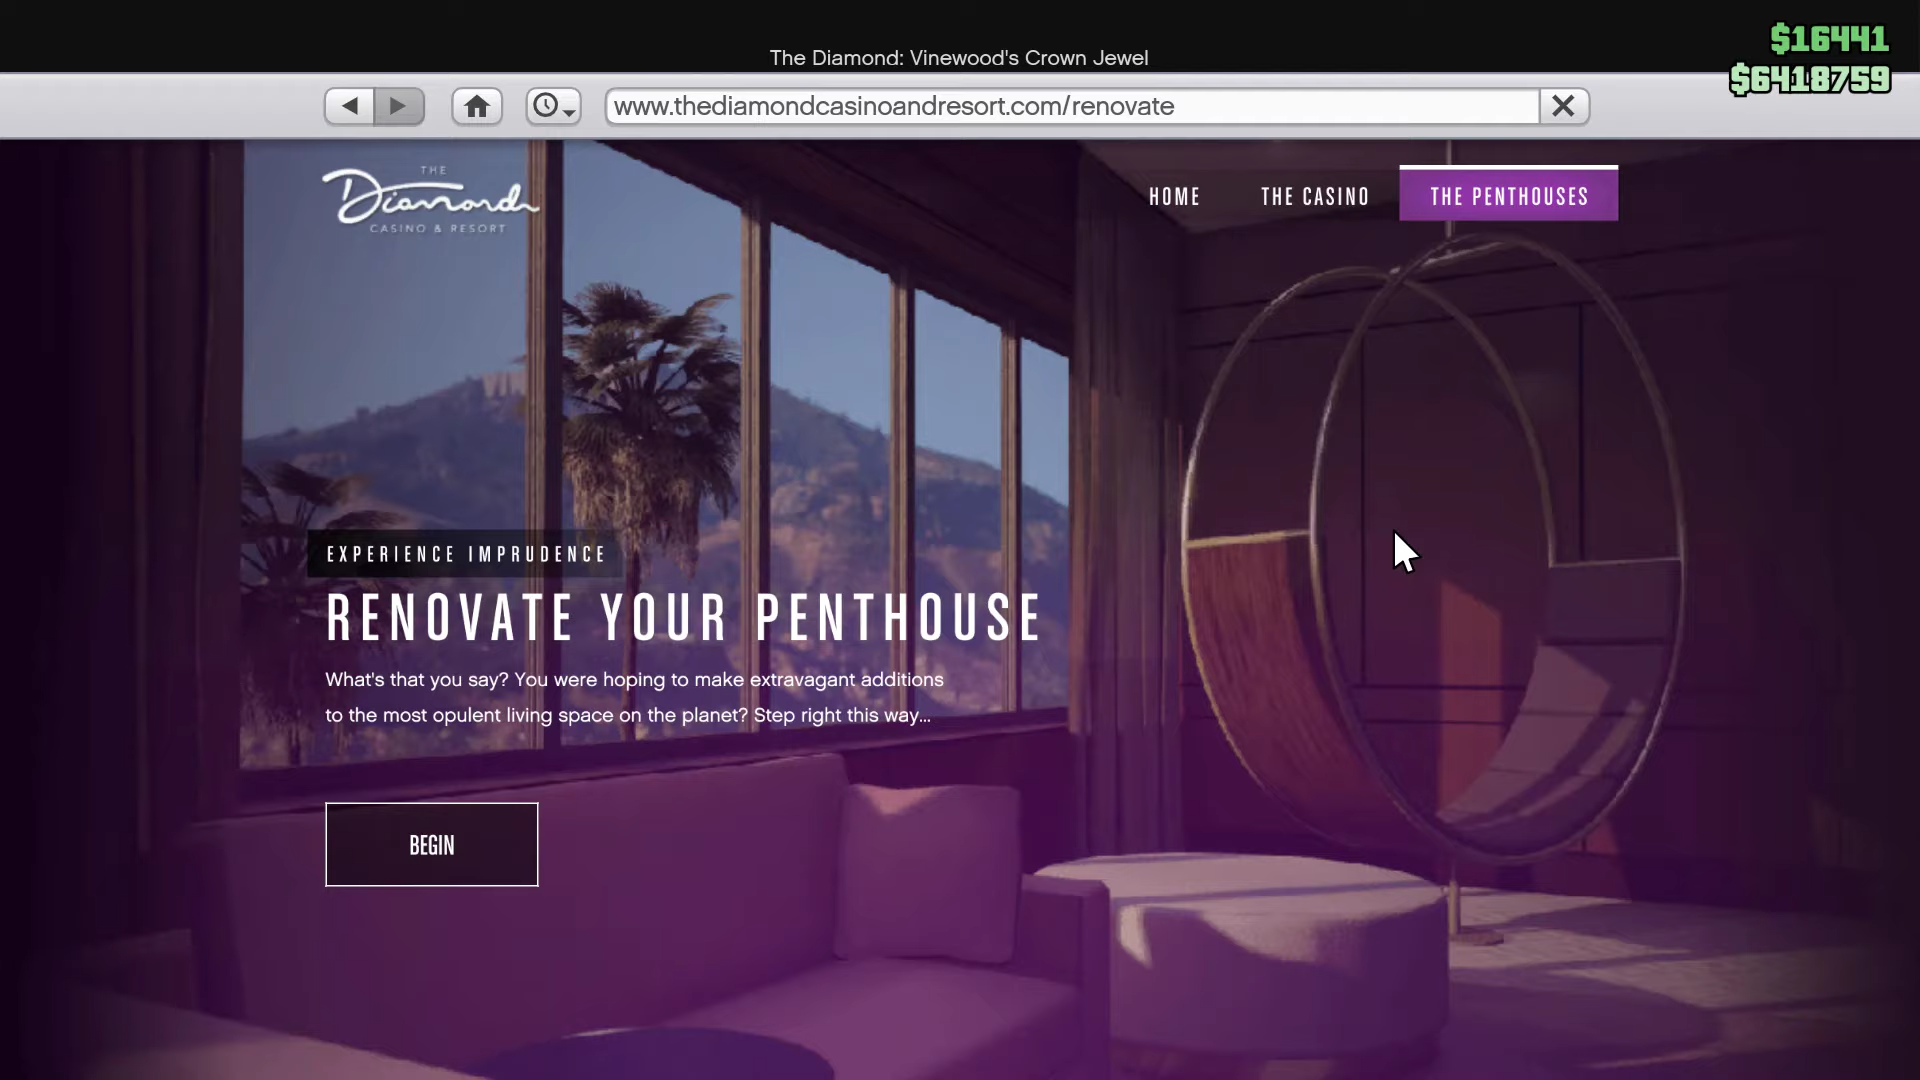 The Diamond: Vinewood's Crown Jewel
$16441
$6418759
www.thediamondcasinoandresort.com/renovate
THE
Diamond
CASINO & RESORT
HOME
THE CASINO
THE PENTHOUSES
EXPERIENCE IMPRUDENCE
RENOVATE YOUR PENTHOUSE
What's that you say? You were hoping to make extravagant additions
to the most opulent living space on the planet? Step right this way...
BEGIN